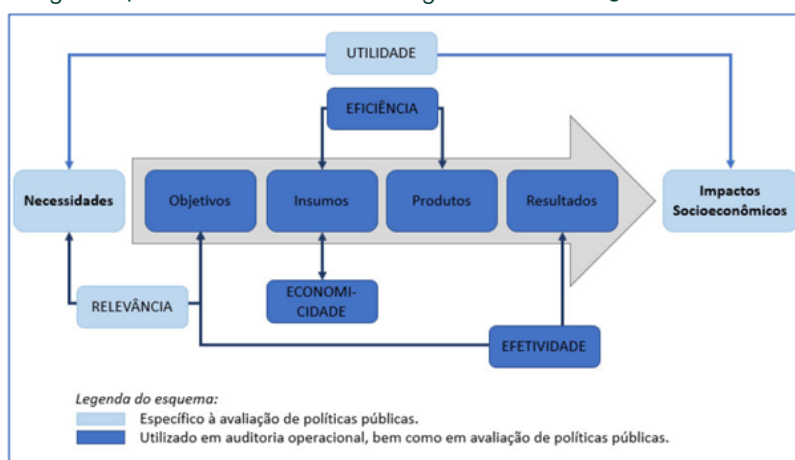 UTILIDADE
EFICIÊNCIA
Necessidades
Objetivos
Insumos
Produtos
Resultados
Impactos
Socioeconômicos
RELEVÂNCIA
ECONOMI-
CIDADE
EFETIVIDADE
Legenda do esquema:
Específico à avaliação de políticas públicas.
Utilizado em auditoria operacional, bem como em avaliação de políticas públicas.